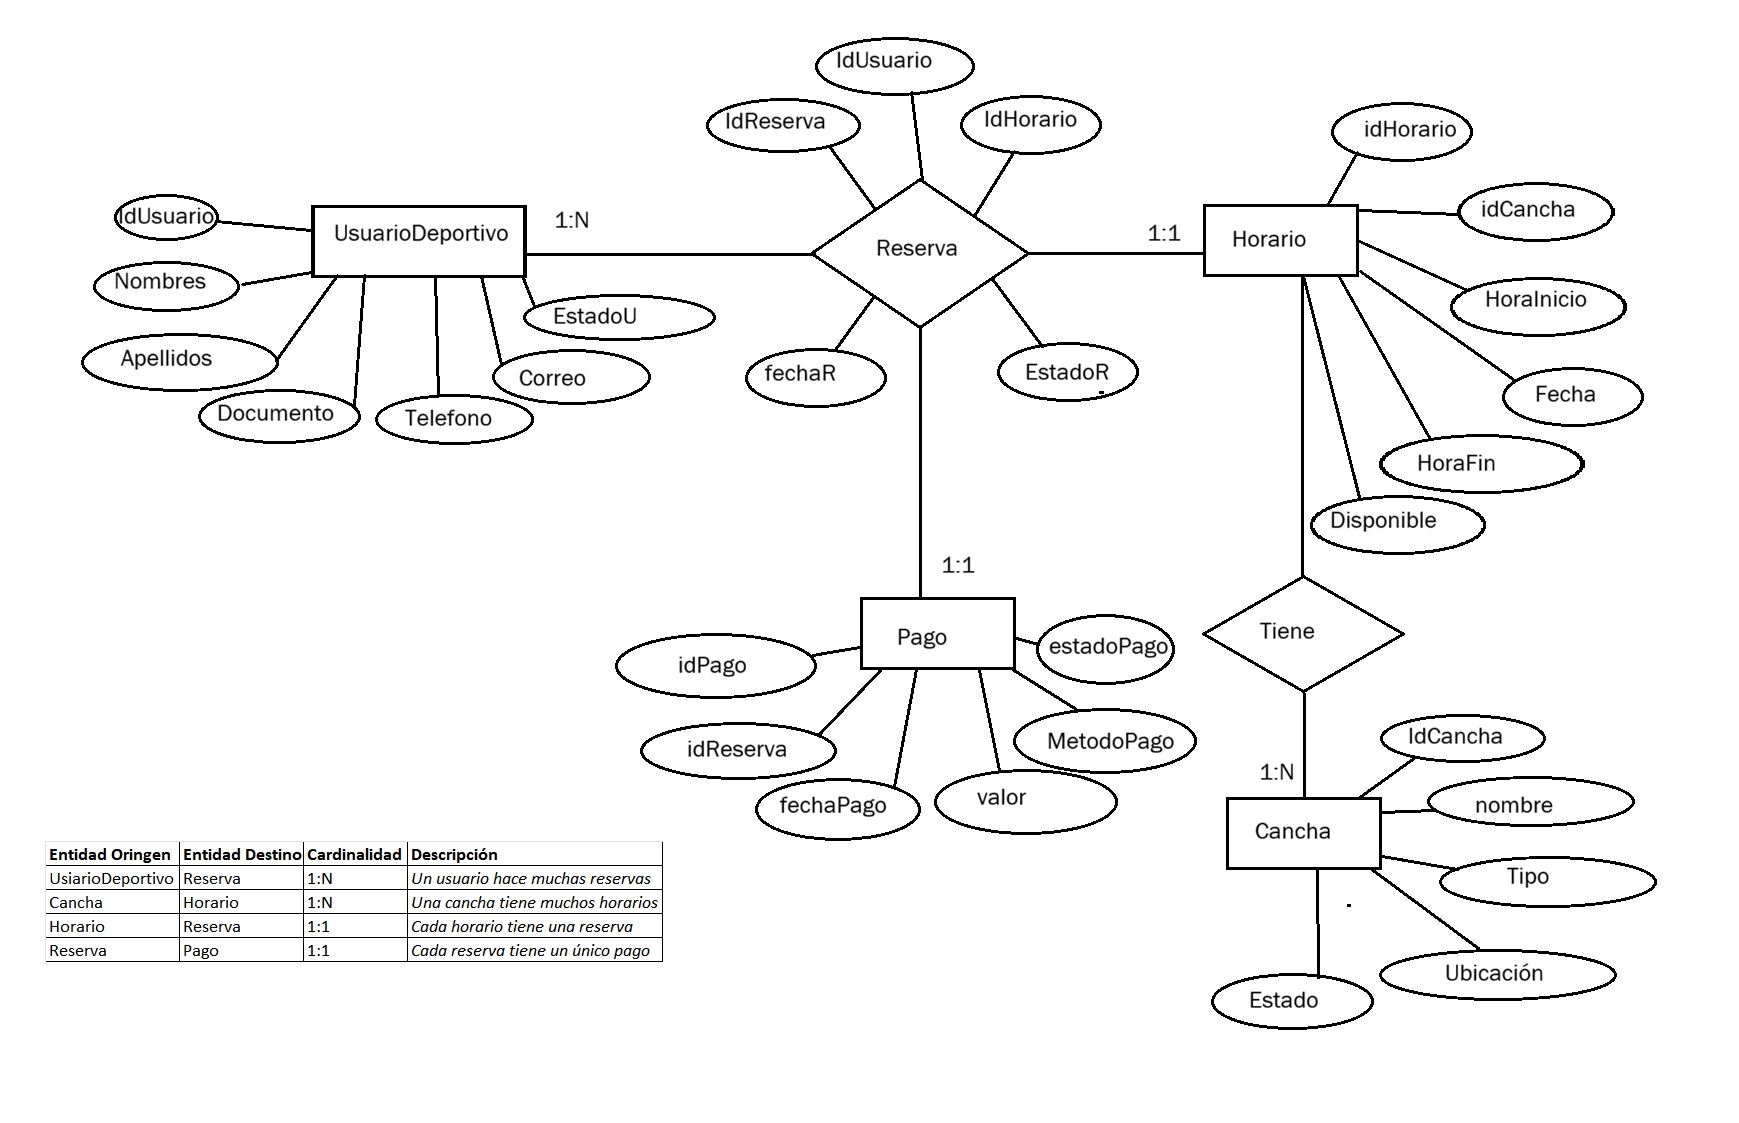 IdUsuario
IdReserva
IdHorario
idHorario
IdUsuario
UsuarioDeportivo
1:N
Reserva
1:1
Horario
idCancha
Nombres
HoraInicio
EstadoU
Apellidos
Correo
fechaR
EstadoR
Fecha
Documento
Telefono
HoraFin
Disponible
1:1
Pago
estadoPago
Tiene
idPago
idReserva
MetodoPago
fechaPago
valor
IdCancha
1:N
nombre
Cancha
Tipo
Ubicación
Estado
Entidad Oringen Entidad Destino Cardinalidad Descripción
UsiarioDeportivo Reserva 1:N Un usuario hace muchas reservas
Cancha Horario 1:N Una cancha tiene muchos horarios
Horario Reserva 1:1 Cada horario tiene una reserva
Reserva Pago 1:1 Cada reserva tiene un único pago